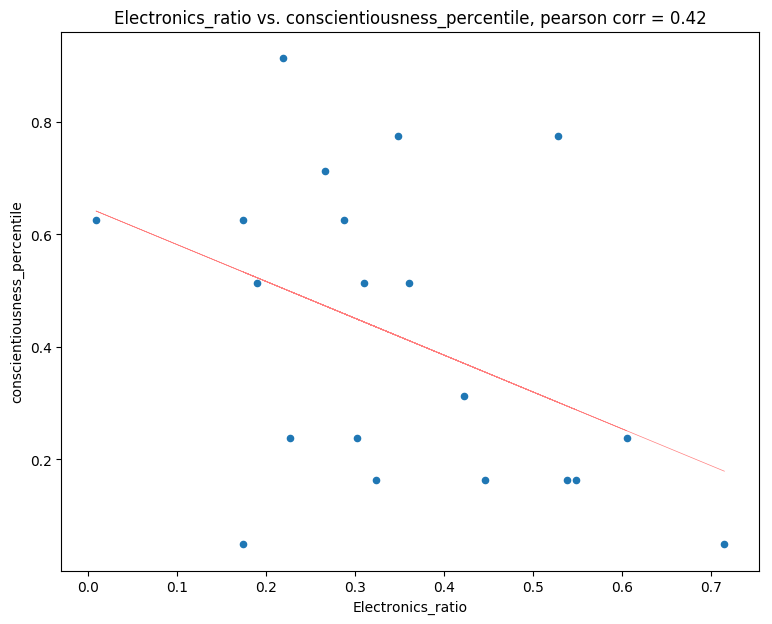 Electronics_ratio vs. conscientiousness_percentile, pearson corr = 0.42
conscientiousness_percentile
0.8
0.6
0.4
0.2
0.0 0.1 0.2 0.3 0.4 0.5 0.6 0.7
Electronics_ratio